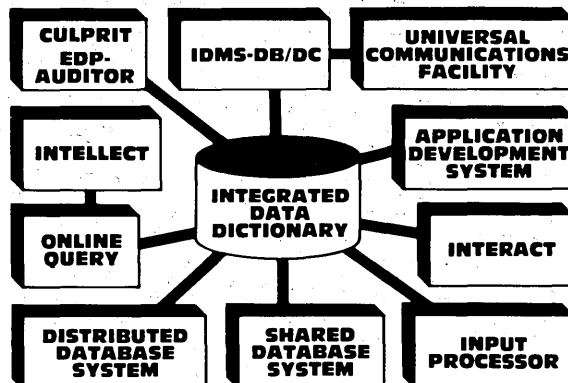 CULPRIT
EDP-
AUDITOR
IDMS-DB/DC
UNIVERSAL
COMMUNICATIONS
FACILITY
INTELLECT
APPLICATION
DEVELOPMENT
SYSTEM
INTEGRATED
DATA
DICTIONARY
ONLINE
QUERY
INTERACT
DISTRIBUTED
DATABASE
SYSTEM
SHARED
DATABASE
SYSTEM
INPUT
PROCESSOR